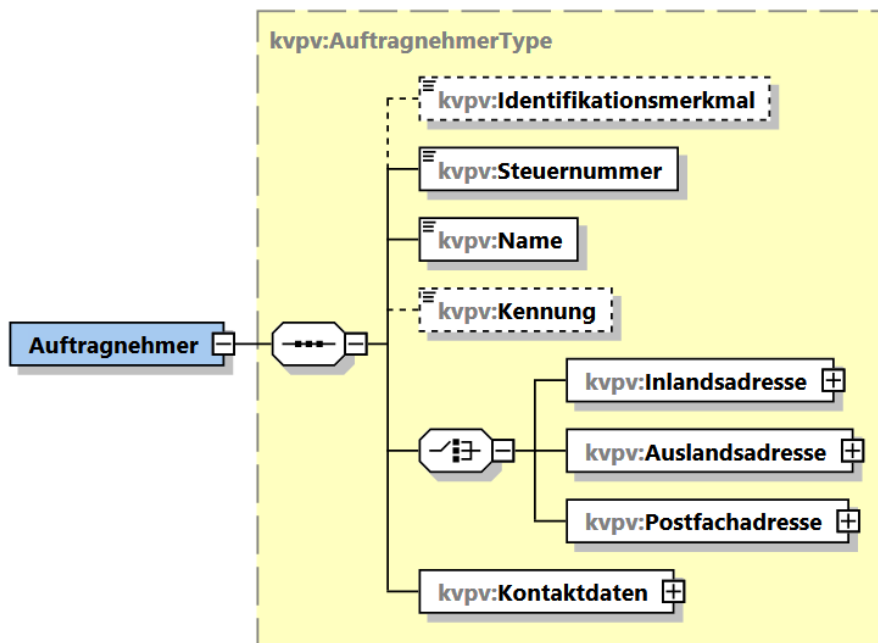 kvpv:AuftragnehmerType
kvpv:Identifikationsmerkmal
kvpv:Steuernummer
kvpv:Name
kvpv:Kennung
Auftragnehmer
kvpv:Inlandsadresse
kvpv:Auslandsadresse
kvpv:Postfachadresse
kvpv:Kontaktdaten